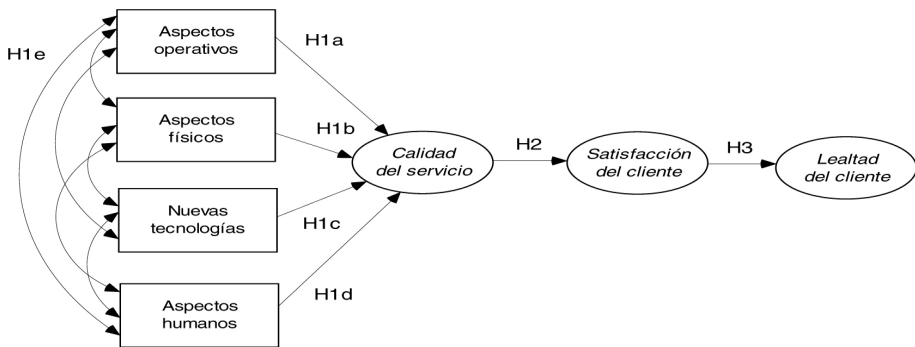 H1e
Aspectos
operativos
H1a
Aspectos
físicos
H1b
Nuevas
tecnologías
H1c
Aspectos
humanos
H1d
Calidad
del servicio
H2
Satisfacción
del cliente
H3
Lealtad
del cliente